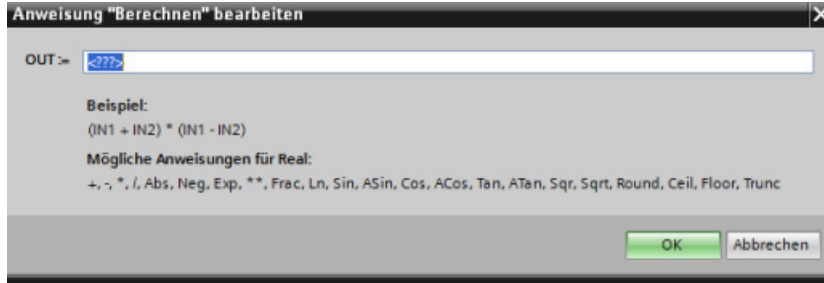 Anweisung "Berechnen" bearbeiten
OUT := <???>
Beispiel:
(IN1 + IN2) * (IN1 - IN2)
Mögliche Anweisungen für Real:
+, -, *, /, Abs, Neg, Exp, **, Frac, Ln, Sin, ASin, Cos, ACos, Tan, ATan, Sqr, Sqrt, Round, Ceil, Floor, Trunc
OK Abbrechen